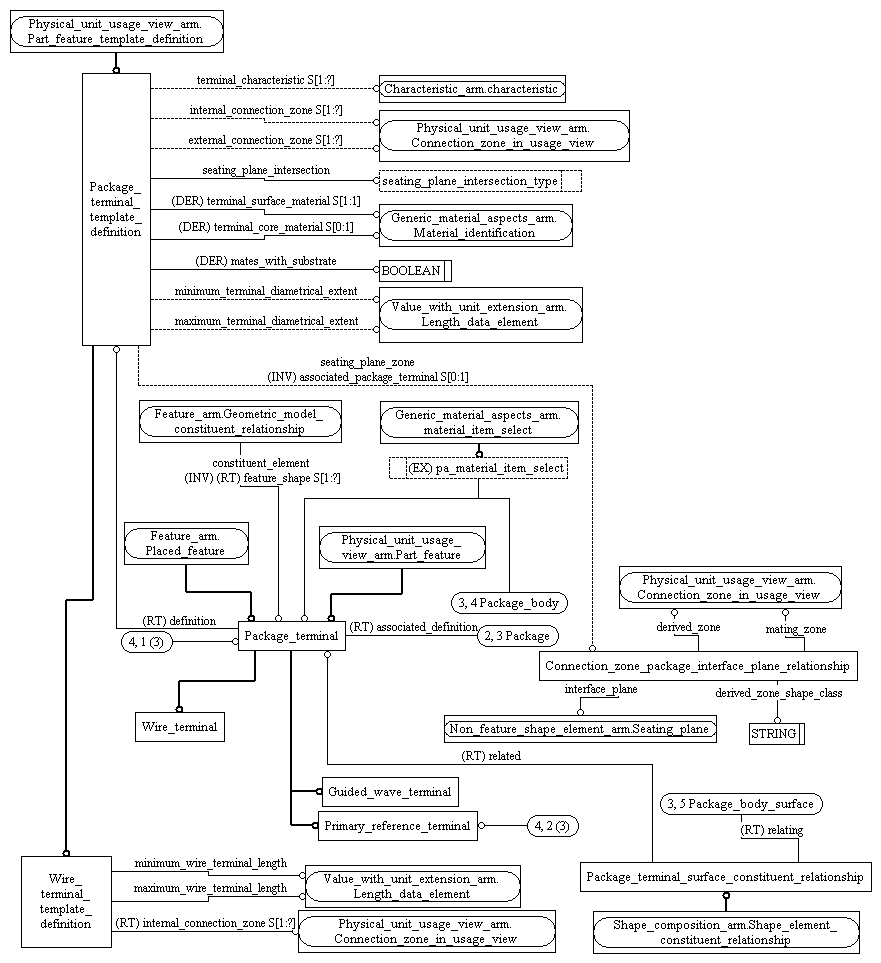 Physical_unit_usage_view_arm.
Part_feature_template_definition
terminal_characteristic S[1:?]
Characteristic_arm.characteristic
internal_connection_zone S[1:?]
Physical_unit_usage_view_arm.
Connection_zone_in_usage_view
external_connection_zone S[1:?]
seating_plane_intersection
seating_plane_intersection_type
Package_
terminal_
template_
definition
(DER) terminal_surface_material S[1:1]
Generic_material_aspects_arm.
Material_identification
(DER) terminal_core_material S[0:1]
(DER) mates_with_substrate
BOOLEAN
minimum_terminal_diametrical_extent
Value_with_unit_extension_arm.
Length_data_element
maximum_terminal_diametrical_extent
seating_plane_zone
(INV) associated_package_terminal S[0:1]
Feature_arm.Geometric_model_
constituent_relationship
Generic_material_aspects_arm.
material_item_select
constituent_element
(INV) (RT) feature_shape S[1:?]
(EX) pa_material_item_select
Feature_arm.
Placed_feature
Physical_unit_usage_
view_arm.Part_feature
3, 4 Package_body
Physical_unit_usage_view_arm.
Connection_zone_in_usage_view
(RT) definition
4, 1 (3)
Package_terminal
(RT) associated_definition
2, 3 Package
derived_zone
mating_zone
Connection_zone_package_interface_plane_relationship
interface_plane
derived_zone_shape_class
Wire_terminal
Non_feature_shape_element_arm.Seating_plane
STRING
(RT) related
Guided_wave_terminal
Primary_reference_terminal
4, 2 (3)
3, 5 Package_body_surface
(RT) relating
Wire_
terminal_
template_
definition
minimum_wire_terminal_length
maximum_wire_terminal_length
Value_with_unit_extension_arm.
Length_data_element
Package_terminal_surface_constituent_relationship
(RT) internal_connection_zone S[1:?]
Physical_unit_usage_view_arm.
Connection_zone_in_usage_view
Shape_composition_arm.Shape_element_
constituent_relationship